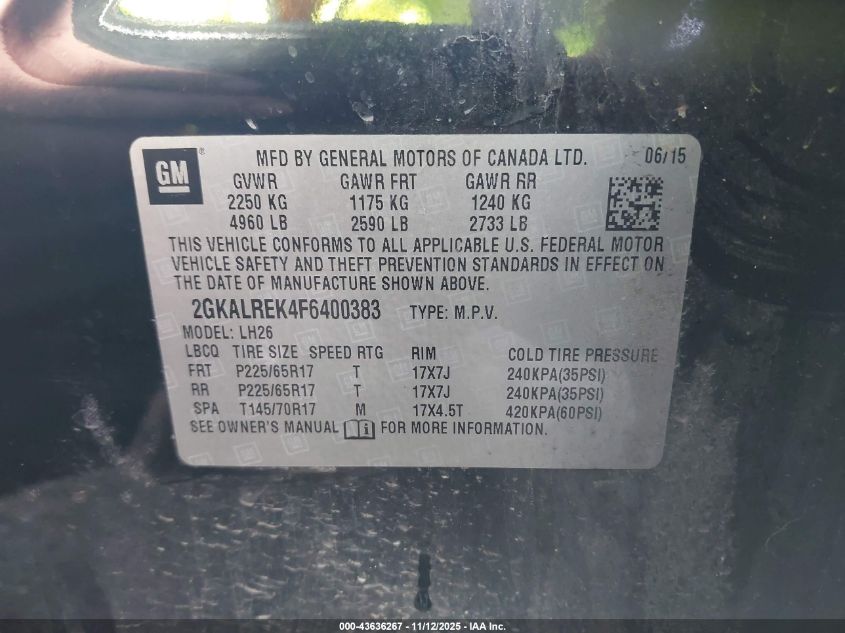 GM® MFD BY GENERAL MOTORS OF CANADA LTD. 06/15
GVWR GAWR FRT GAWR RR
2250 KG 1175 KG 1240 KG
4960 LB 2590 LB 2733 LB
THIS VEHICLE CONFORMS TO ALL APPLICABLE U.S. FEDERAL MOTOR
VEHICLE SAFETY AND THEFT PREVENTION STANDARDS IN EFFECT ON
THE DATE OF MANUFACTURE SHOWN ABOVE.
2GKALREK4F6400383 TYPE: M.P.V.
MODEL: LH26
LBCQ TIRE SIZE SPEED RTG RIM COLD TIRE PRESSURE
FRT P225/65R17 T 17X7J 240KPA(35PSI)
RR P225/65R17 T 17X7J 240KPA(35PSI)
SPA T145/70R17 M 17X4.5T 420KPA(60PSI)
SEE OWNER'S MANUAL i FOR MORE INFORMATION.
000-43636267 - 11/12/2025 - IAA Inc.